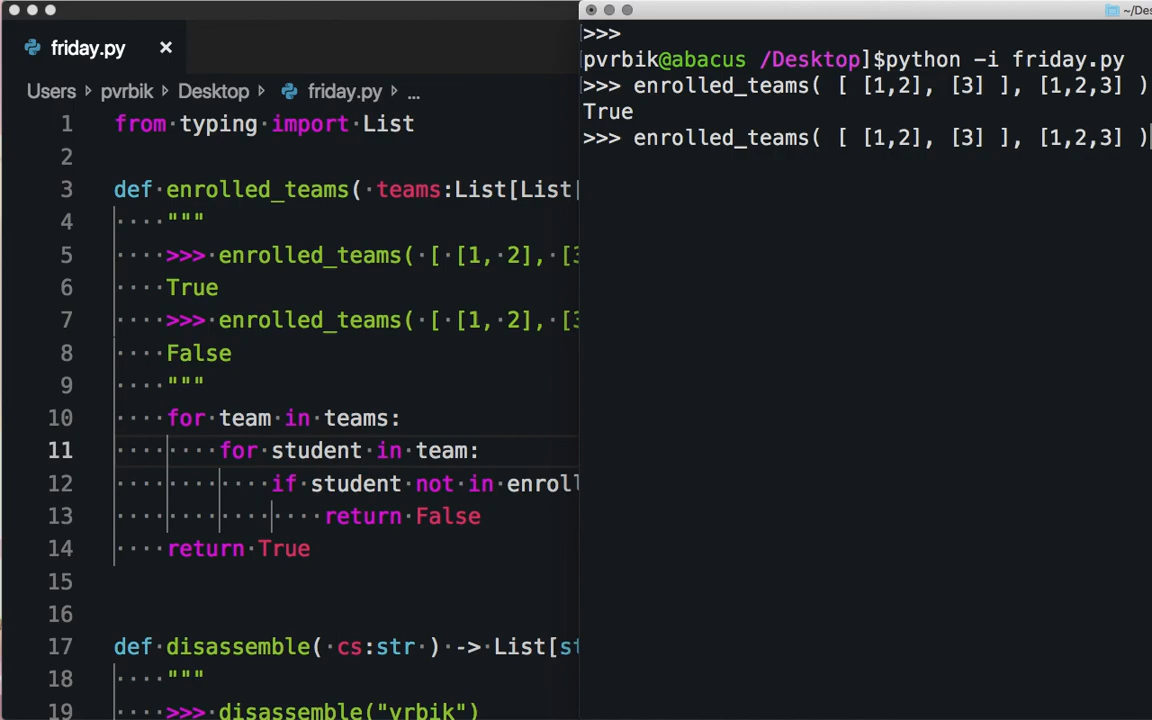 friday.py
Users pvrbik Desktop friday.py ...
1 from typing import List
2
3 def enrolled_teams( teams:List[List[
4 """
5 >>> enrolled_teams( [ [1, 2], [3
6 True
7 >>> enrolled_teams( [ [1, 2], [3
8 False
9 """
10 for team in teams:
11 for student in team:
12 if student not in enroll
13 return False
14 return True
15
16
17 def disassemble( cs:str ) -> List[st
18 """
19 >>> disassemble("vrbik")
~/Des
>>>
pvrbik@abacus /Desktop]$python -i friday.py
>>> enrolled_teams( [ [1,2], [3] ], [1,2,3] )
True
>>> enrolled_teams( [ [1,2], [3] ], [1,2,3] )